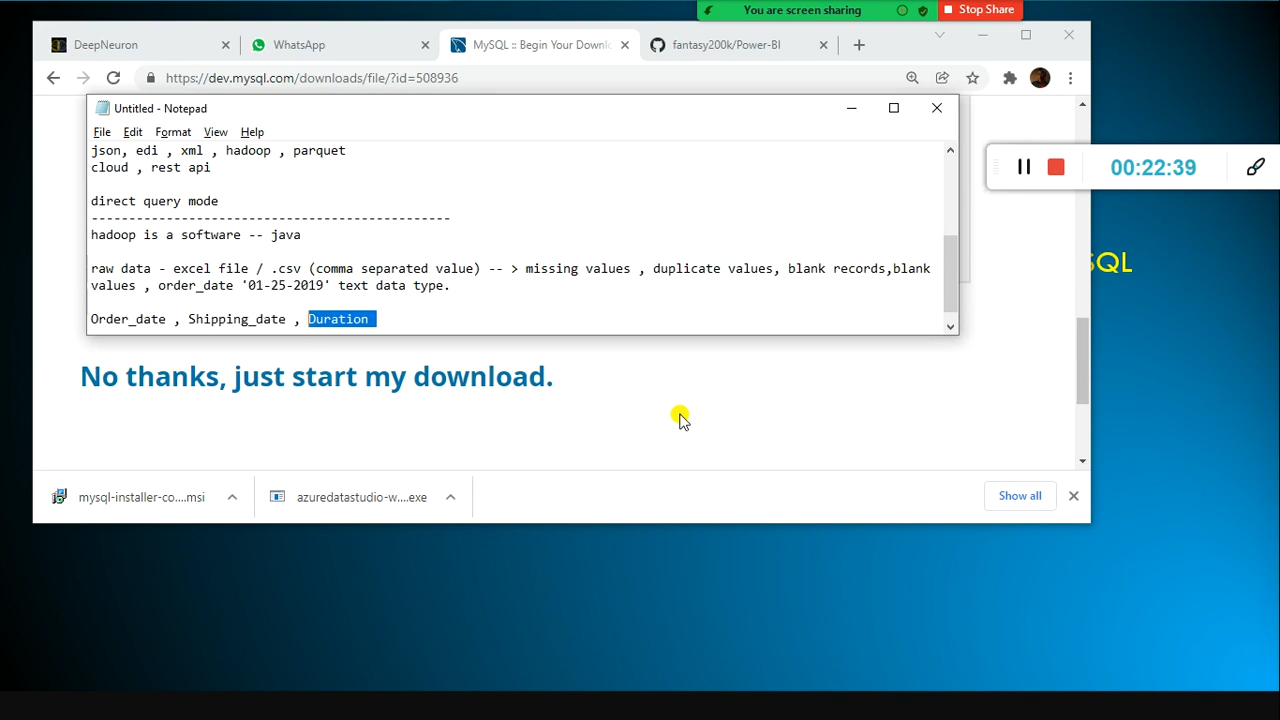 You are screen sharing
Stop Share
DeepNeuron
WhatsApp
MySQL :: Begin Your Downlo
fantasy200k/Power-BI
https://dev.mysql.com/downloads/file/?id=508936
Untitled - Notepad
File Edit Format View Help
json, edi , xml , hadoop , parquet
cloud , rest api
00:22:39
direct query mode
------------------------------------------------
hadoop is a software -- java
raw data - excel file / .csv (comma separated value) -- > missing values , duplicate values, blank records,blank
values , order_date '01-25-2019' text data type.
SQL
Order_date , Shipping_date , Duration
No thanks, just start my download.
mysql-installer-co....msi
azuredatastudio-w....exe
Show all